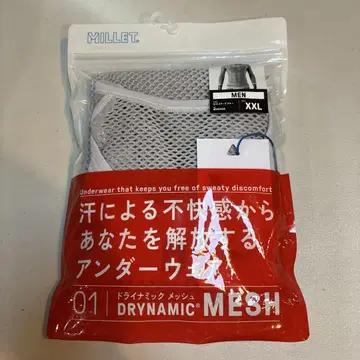 MILLET
MEN
XXL
Underwear that keeps you free of sweaty discomfort
汗による不快感から
あなたを解放する
アンダーウェア
01
ドライナミック メッシュ
DRYNAMIC™ MESH